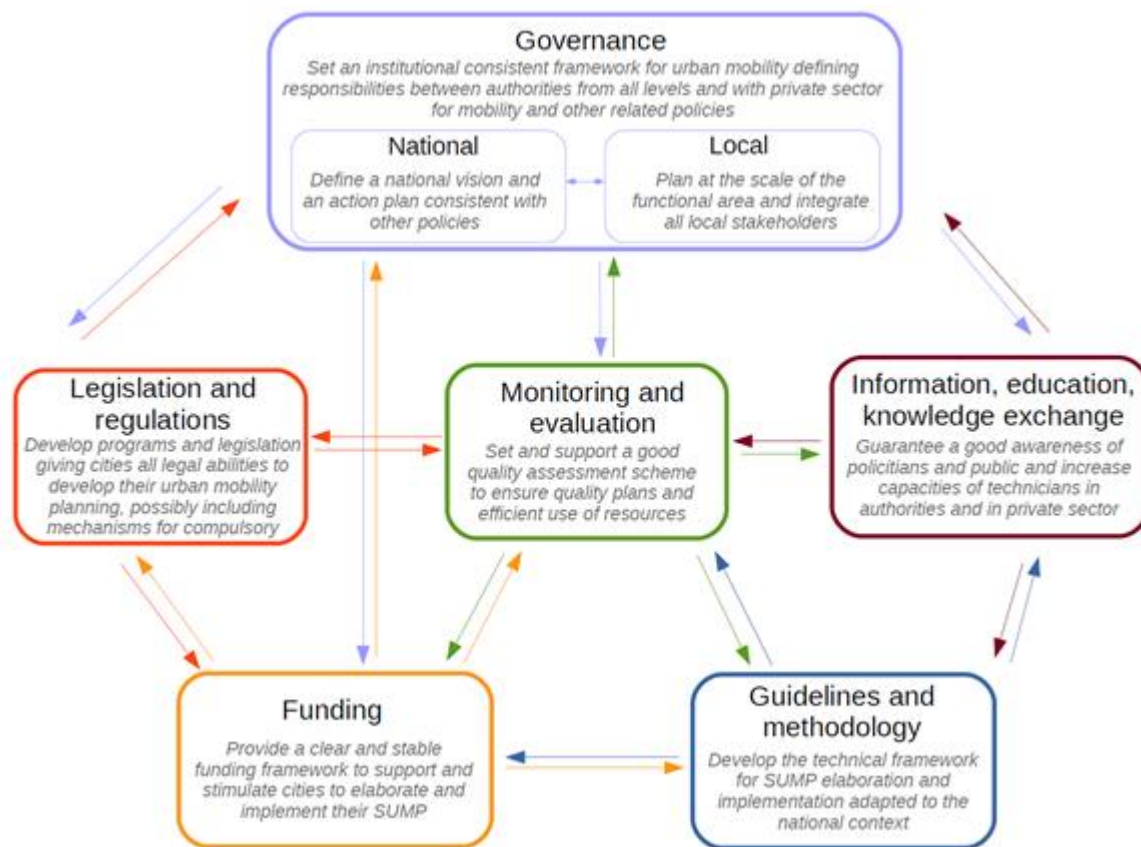 Governance
Set an institutional consistent framework for urban mobility defining
responsibilities between authorities from all levels and with private sector
for mobility and other related policies
National
Define a national vision and
an action plan consistent with
other policies
Local
Plan at the scale of the
functional area and integrate
all local stakeholders
Legislation and
regulations
Develop programs and legislation
giving cities all legal abilities to
develop their urban mobility
planning, possibly including
mechanisms for compulsory
Monitoring and
evaluation
Set and support a good
quality assessment scheme
to ensure quality plans and
efficient use of resources
Information, education,
knowledge exchange
Guarantee a good awareness of
policitians and public and increase
capacities of technicians in
authorities and in private sector
Funding
Provide a clear and stable
funding framework to support and
stimulate cities to elaborate and
implement their SUMP
Guidelines and
methodology
Develop the technical framework
for SUMP elaboration and
implementation adapted to the
national context